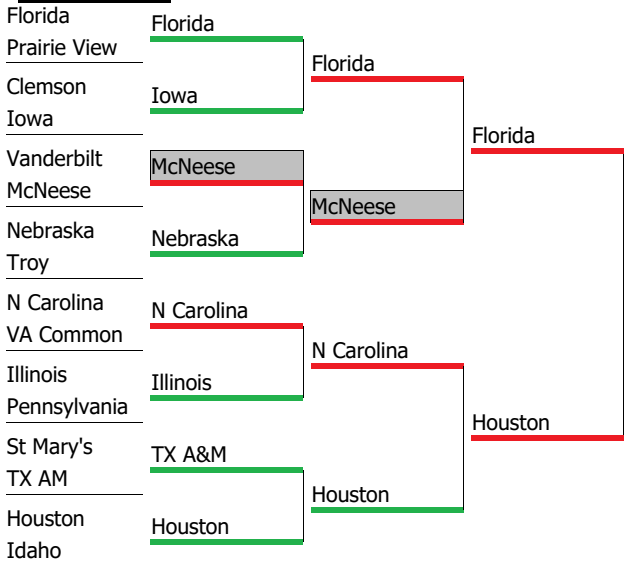 Florida
Prairie View
Clemson
Iowa
Vanderbilt
McNeese
Nebraska
Troy
N Carolina
VA Common
Illinois
Pennsylvania
St Mary's
TX AM
Houston
Idaho
Florida
Iowa
McNeese
Nebraska
N Carolina
Illinois
TX A&M
Houston
Florida
McNeese
N Carolina
Houston
Florida
Houston